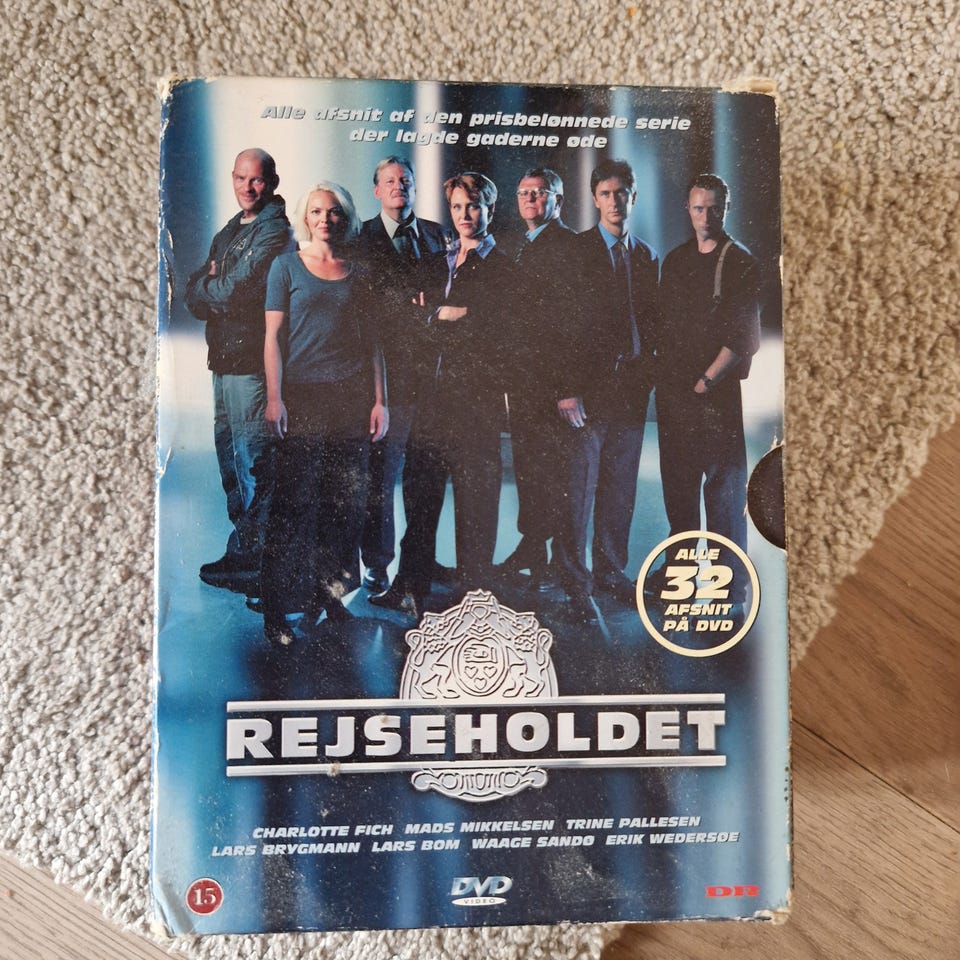 Alle afsnit af den prisbelønnede serie
der lagde gaderne øde
ALLE
32
AFSNIT
PÅ DVD
REJSEHOLDET
CHARLOTTE FICH MADS MIKKELSEN TRINE PALLESEN
LARS BRYGMANN LARS BOM WAAGE SANDØ ERIK WEDERSØE
15
DVD
VIDEO
DR